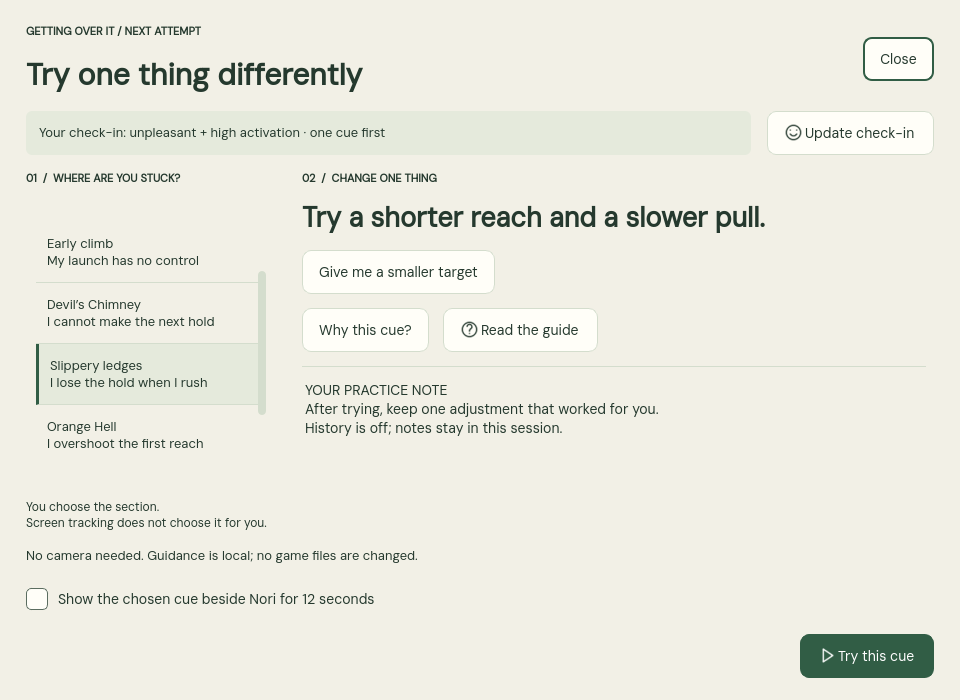 GETTING OVER IT / NEXT ATTEMPT
Try one thing differently
Close
Your check-in: unpleasant + high activation · one cue first
Update check-in
01 / WHERE ARE YOU STUCK?
Early climb
My launch has no control
Devil's Chimney
I cannot make the next hold
Slippery ledges
I lose the hold when I rush
Orange Hell
I overshoot the first reach
You choose the section.
Screen tracking does not choose it for you.
02 / CHANGE ONE THING
Try a shorter reach and a slower pull.
Give me a smaller target
Why this cue?
Read the guide
YOUR PRACTICE NOTE
After trying, keep one adjustment that worked for you.
History is off; notes stay in this session.
No camera needed. Guidance is local; no game files are changed.
Show the chosen cue beside Nori for 12 seconds
Try this cue